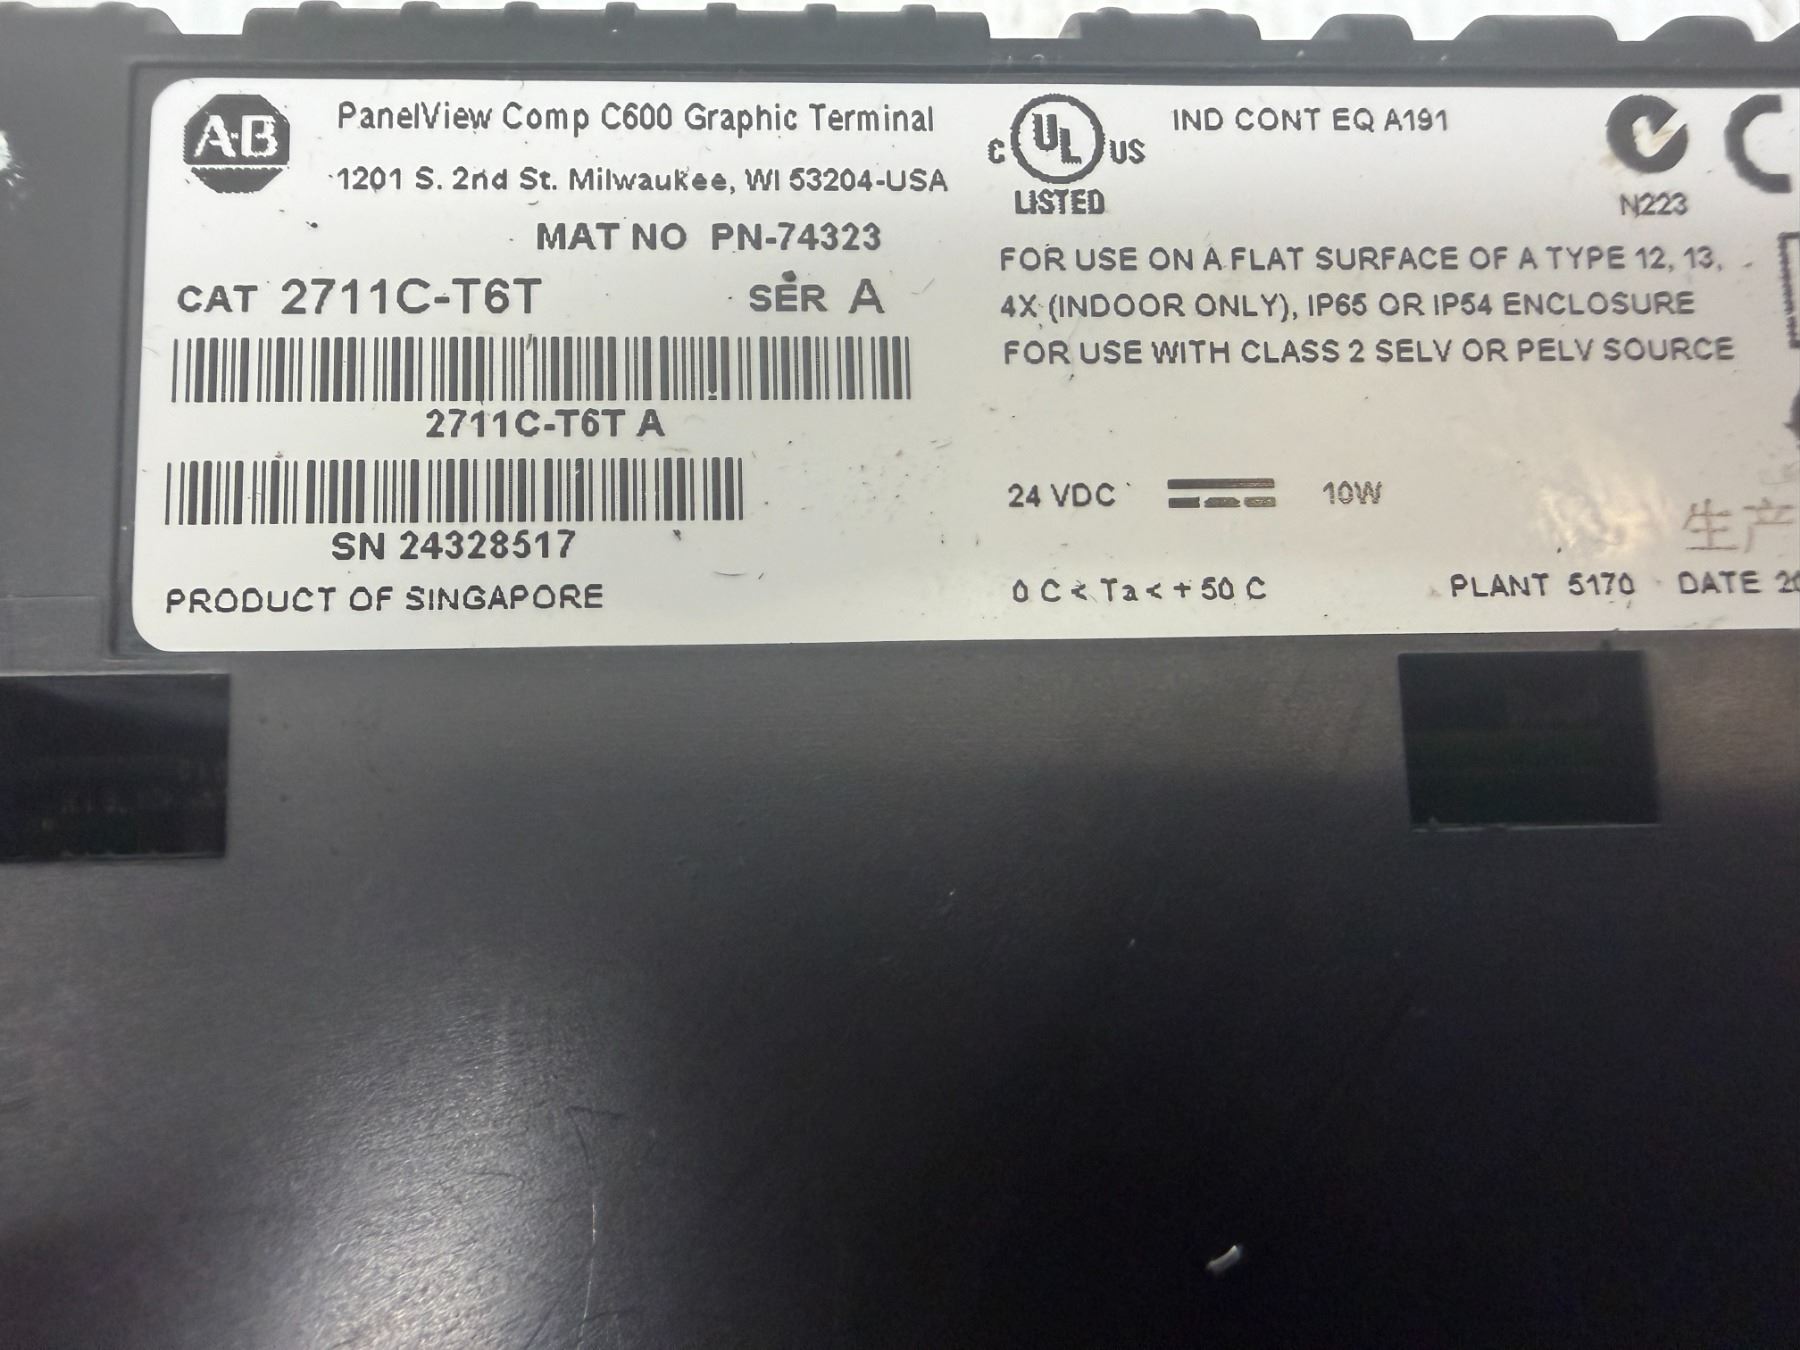 A-B
PanelView Comp C600 Graphic Terminal
1201 S. 2nd St. Milwaukee, WI 53204-USA
MAT NO PN-74323
CAT 2711C-T6T SER A
2711C-T6T A
SN 24328517
PRODUCT OF SINGAPORE
C UL US
LISTED
IND CONT EQ A191
N223
FOR USE ON A FLAT SURFACE OF A TYPE 12, 13,
4X (INDOOR ONLY), IP65 OR IP54 ENCLOSURE
FOR USE WITH CLASS 2 SELV OR PELV SOURCE
24 VDC 10W
生产
0 C < Ta < + 50 C
PLANT 5170 DATE 20